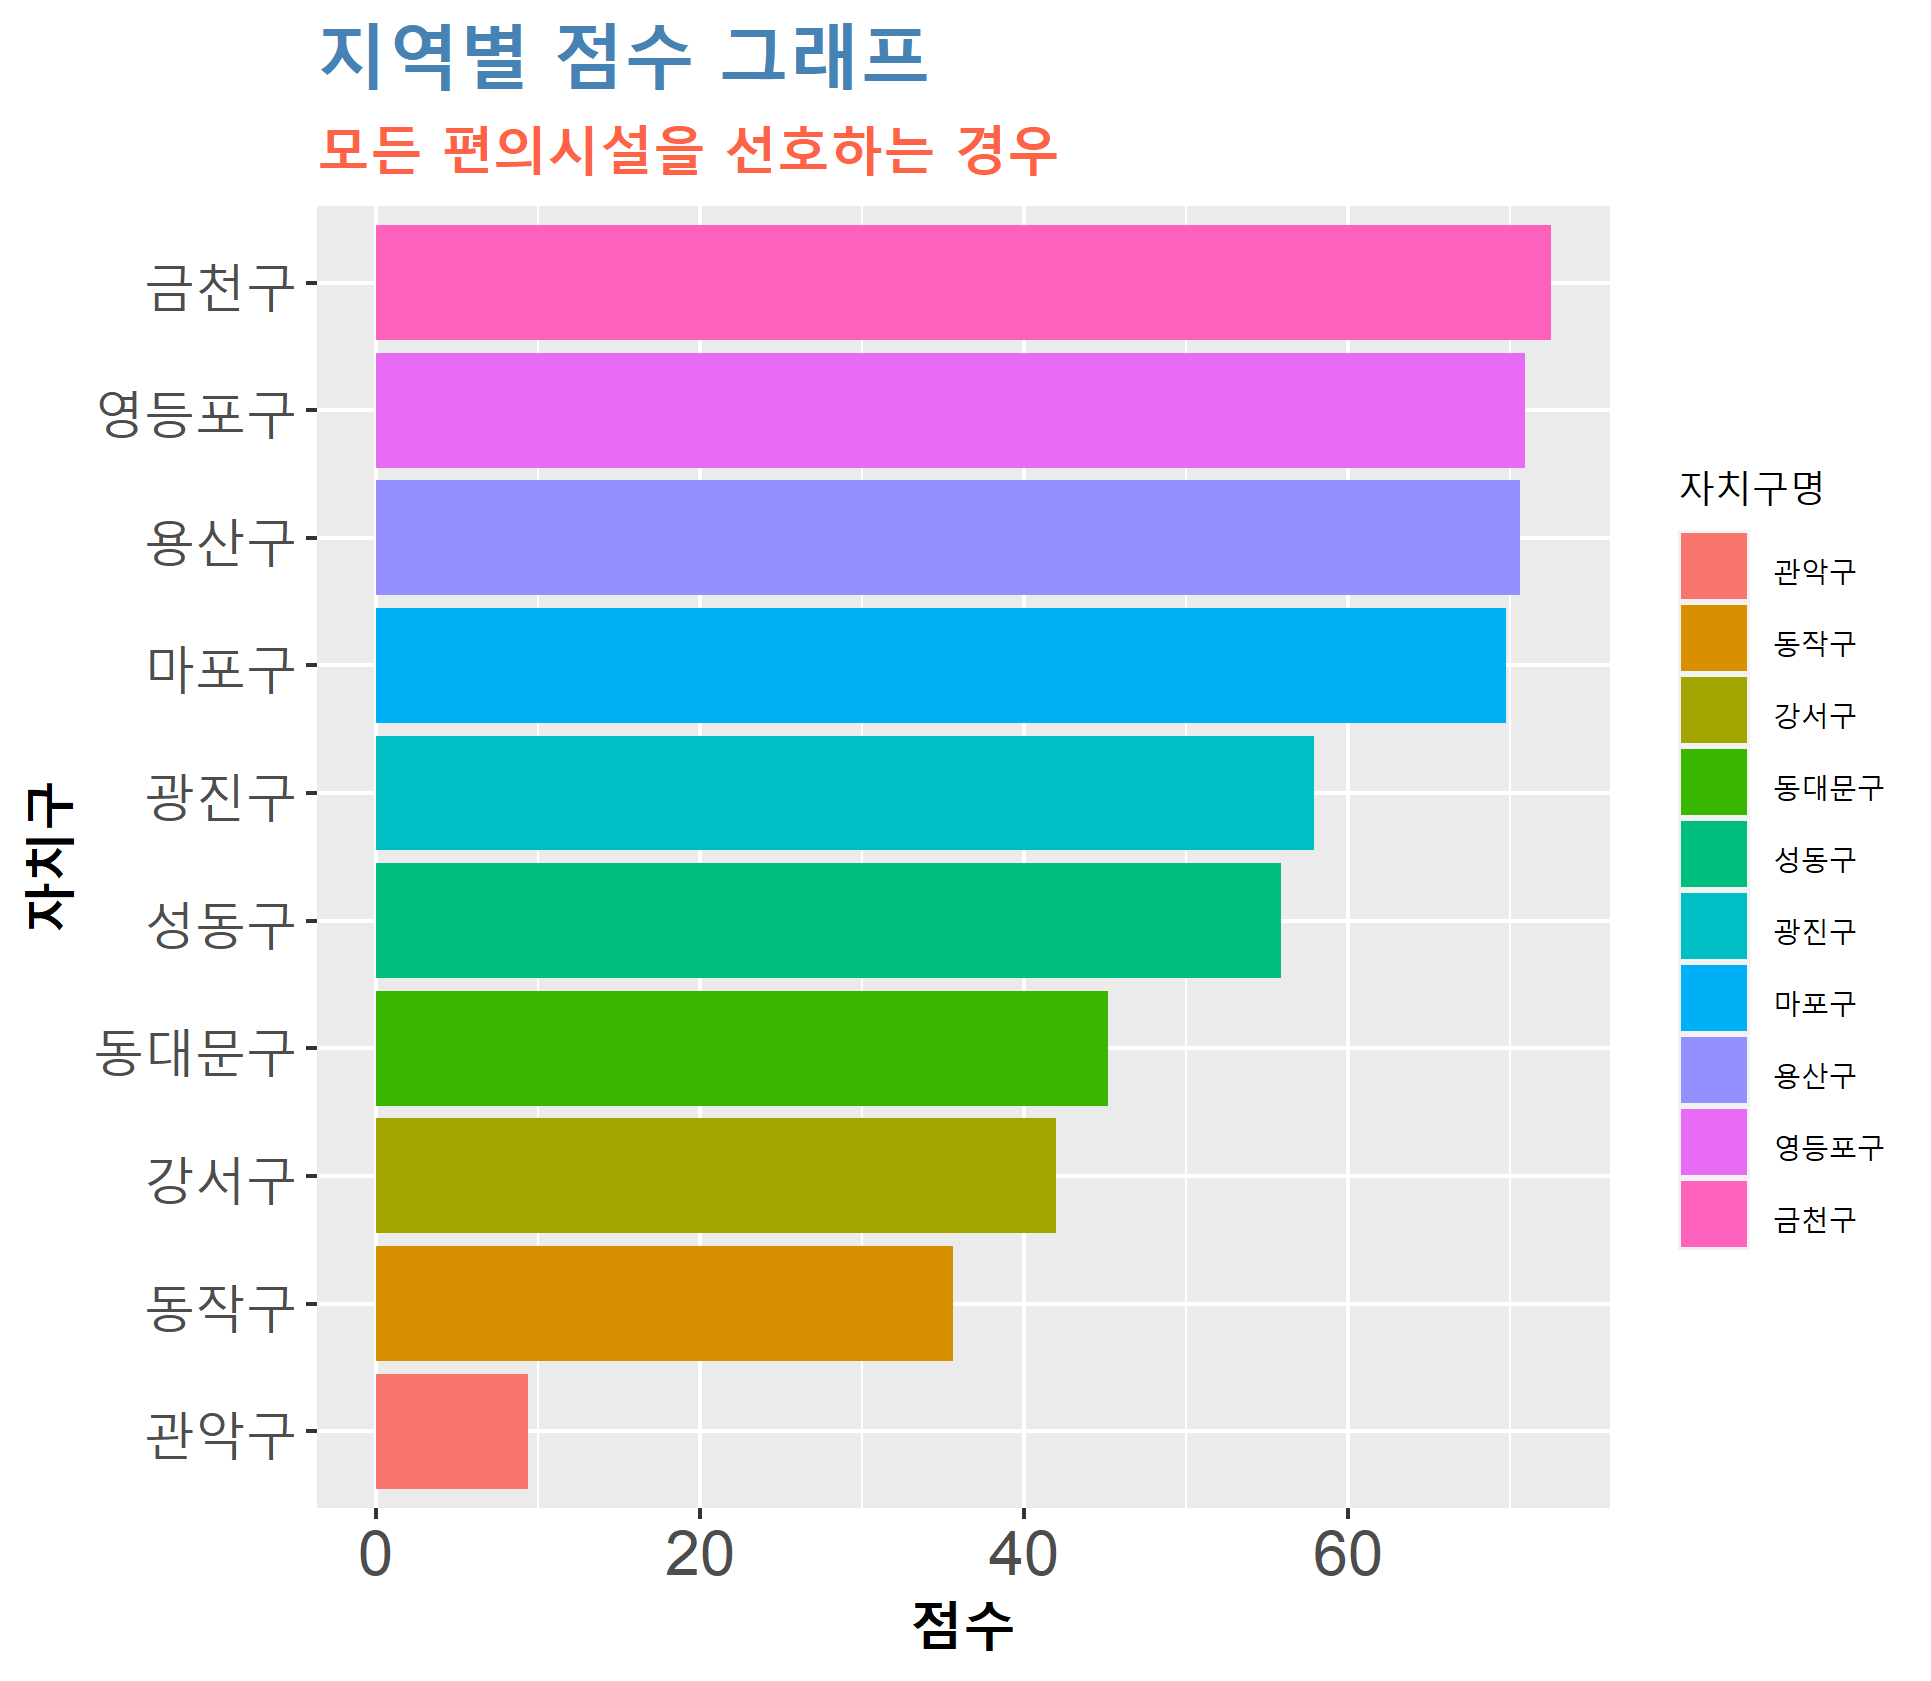 지역별 점수 그래프
모든 편의시설을 선호하는 경우
자치구
금천구
영등포구
용산구
마포구
광진구
성동구
동대문구
강서구
동작구
관악구
0 20 40 60
점수
자치구명
관악구
동작구
강서구
동대문구
성동구
광진구
마포구
용산구
영등포구
금천구